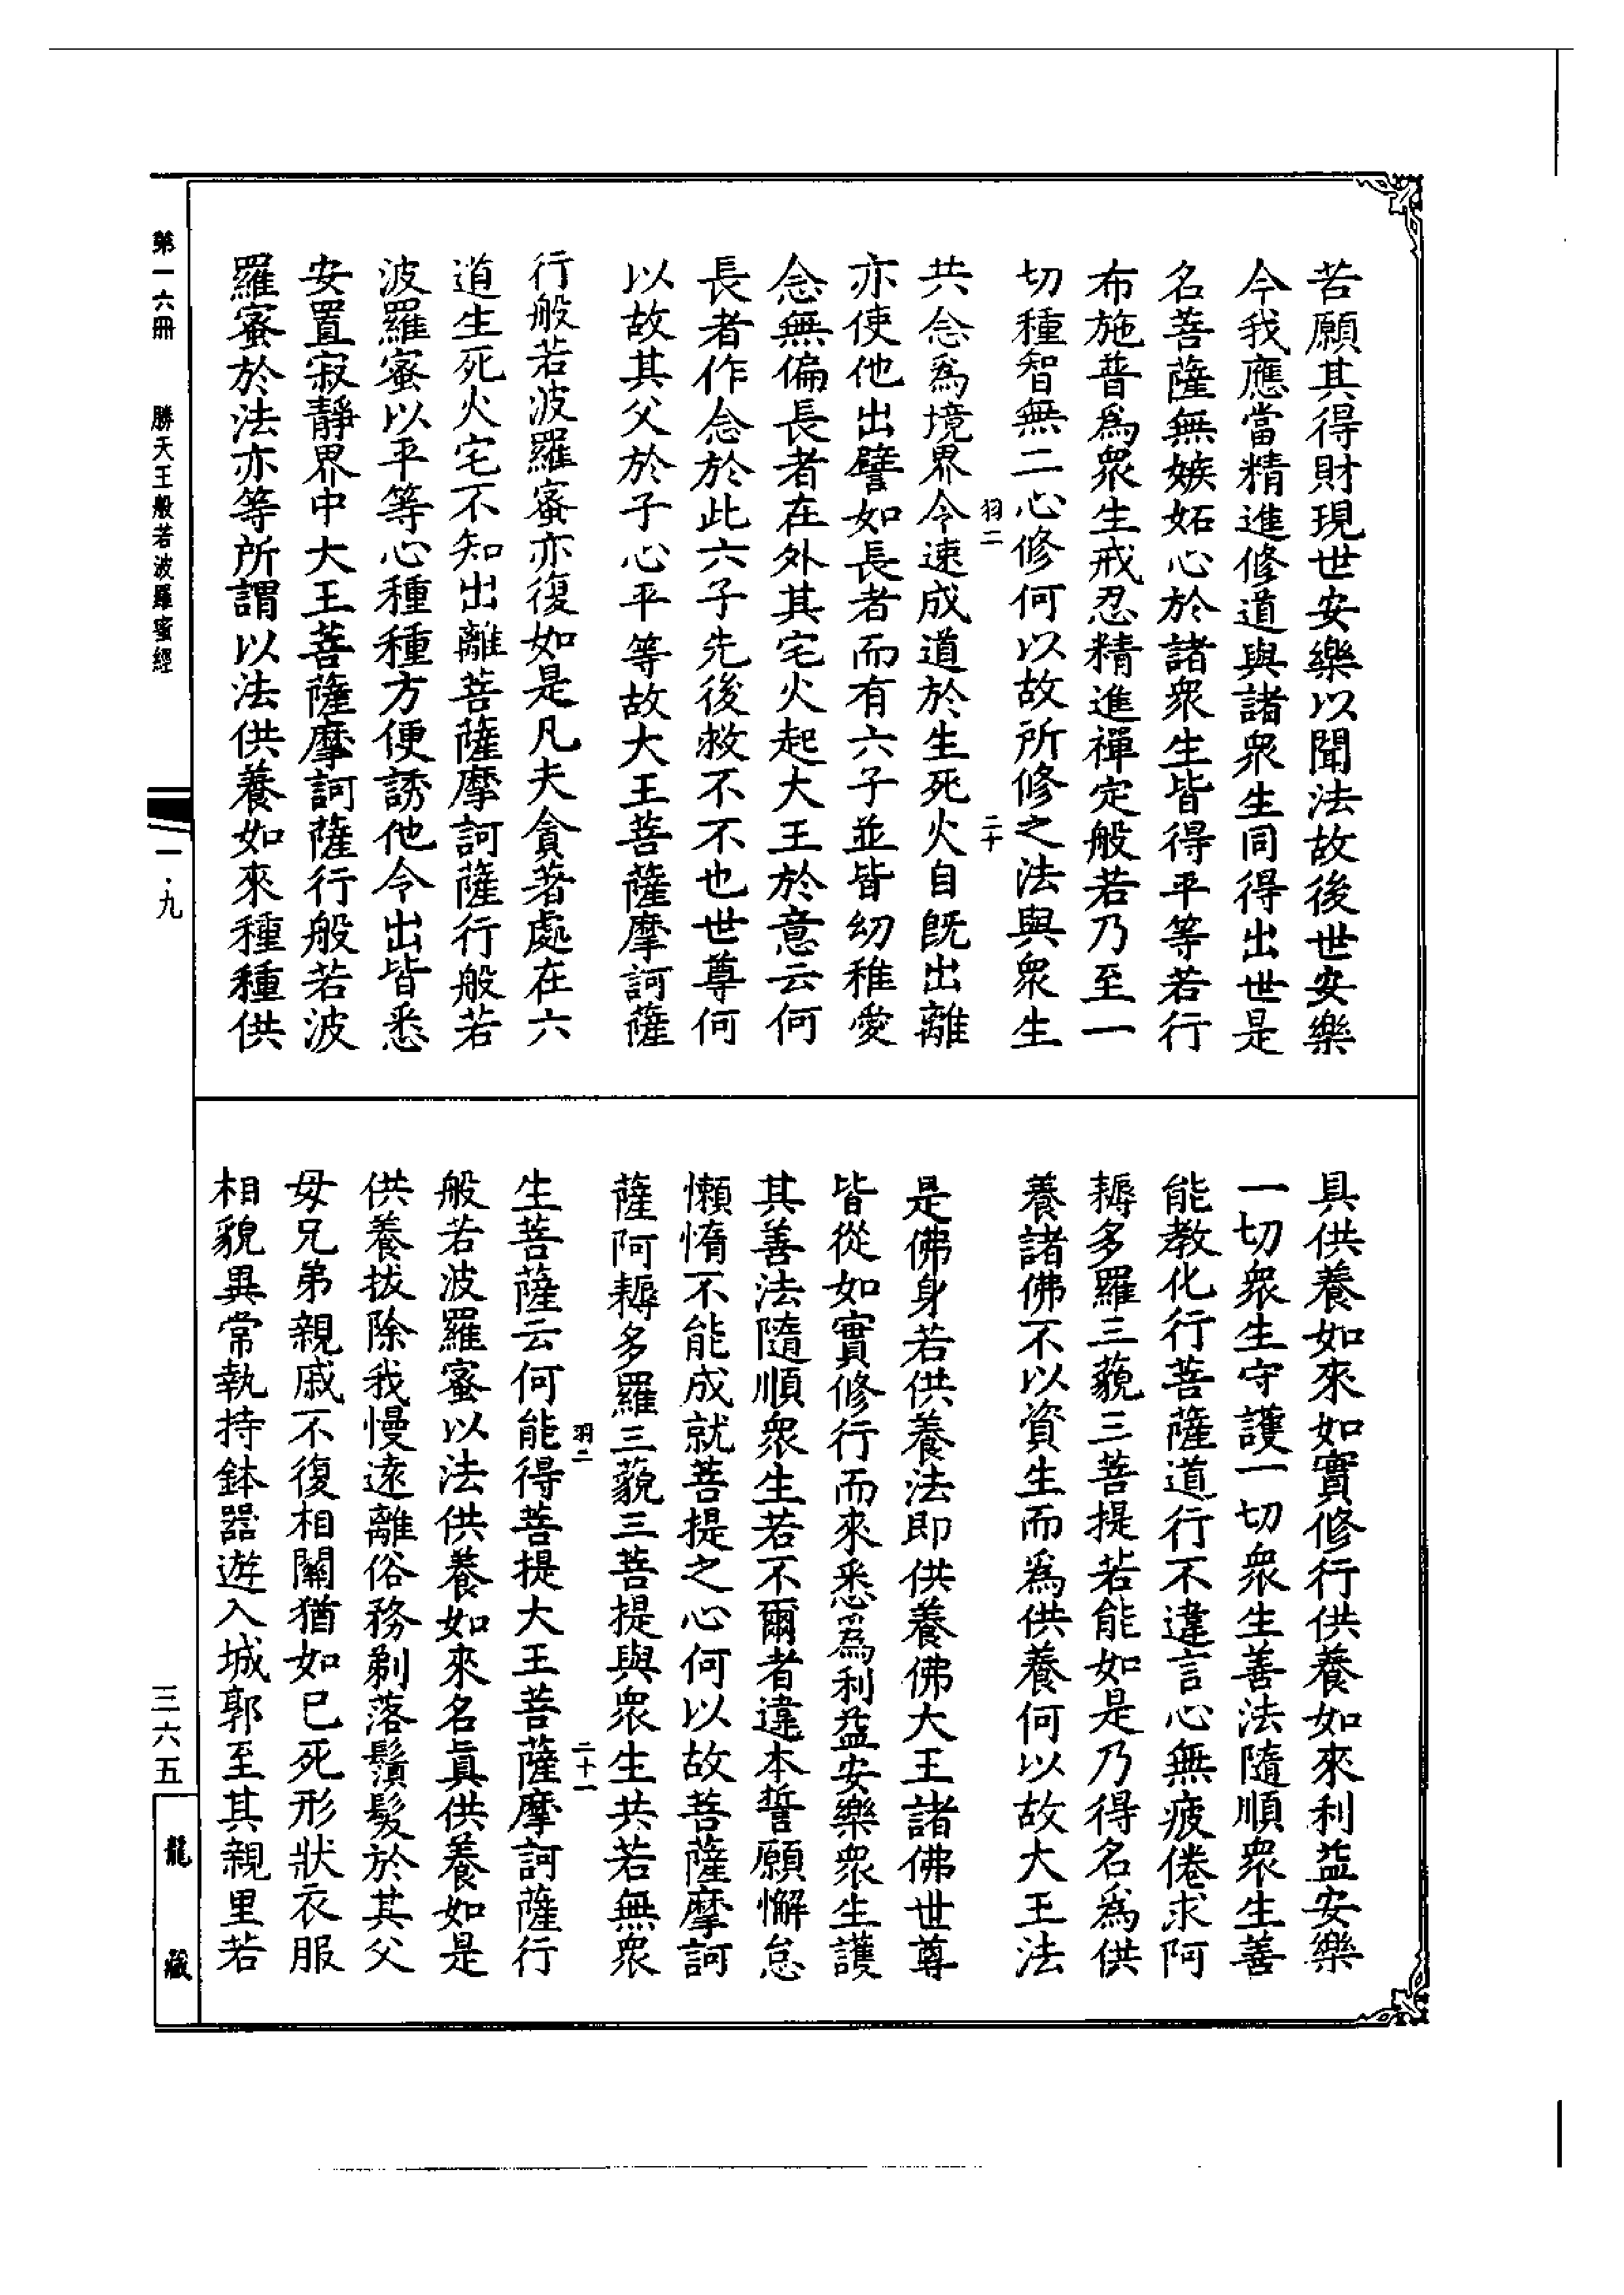 苦願其得財現世安樂以聞法故後世安樂
今我應當精進修道與諸衆生同得出世是
名菩薩無嫉妬心於諸衆生皆得平等若行
布施普爲衆生戒忍精進禪定般若乃至一
切種智無二心修何以故所修之法與衆生
羽二 二十
共念爲境界令速成道於生死火自既出離
亦使他出譬如長者而有六子並皆幼稚愛
念無偏長者在外其宅火起大王於意云何
長者作念於此六子先後救不不也世尊何
以故其父於子心平等故大王菩薩摩訶薩
行般若波羅蜜亦復如是凡夫貪著處在六
道生死火宅不知出離菩薩摩訶薩行般若
波羅蜜以平等心種種方便誘他令出皆悉
安置寂靜界中大王菩薩摩訶薩行般若波
羅蜜於法亦等所謂以法供養如來種種供
具供養如來如實修行供養如來利益安樂
一切衆生守護一切衆生善法隨順衆生善
能教化行菩薩道行不違言心無疲倦求阿
耨多羅三藐三菩提若能如是乃得名爲供
養諸佛不以資生而爲供養何以故大王法
是佛身若供養法即供養佛大王諸佛世尊
皆從如實修行而來悉爲利益安樂衆生護
其善法隨順衆生若不爾者違本誓願懈怠
懶惰不能成就菩提之心何以故菩薩摩訶
薩阿耨多羅三藐三菩提與衆生共若無衆
羽二 二十一
生菩薩云何能得菩提大王菩薩摩訶薩行
般若波羅蜜以法供養如來名眞供養如是
供養拔除我慢遠離俗務剃落鬚髮於其父
母兄弟親戚不復相關猶如已死形狀衣服
相貌異常執持鉢器遊入城郭至其親里若
第一六冊 勝天王般若波羅蜜經
一·九
三六五
龍藏